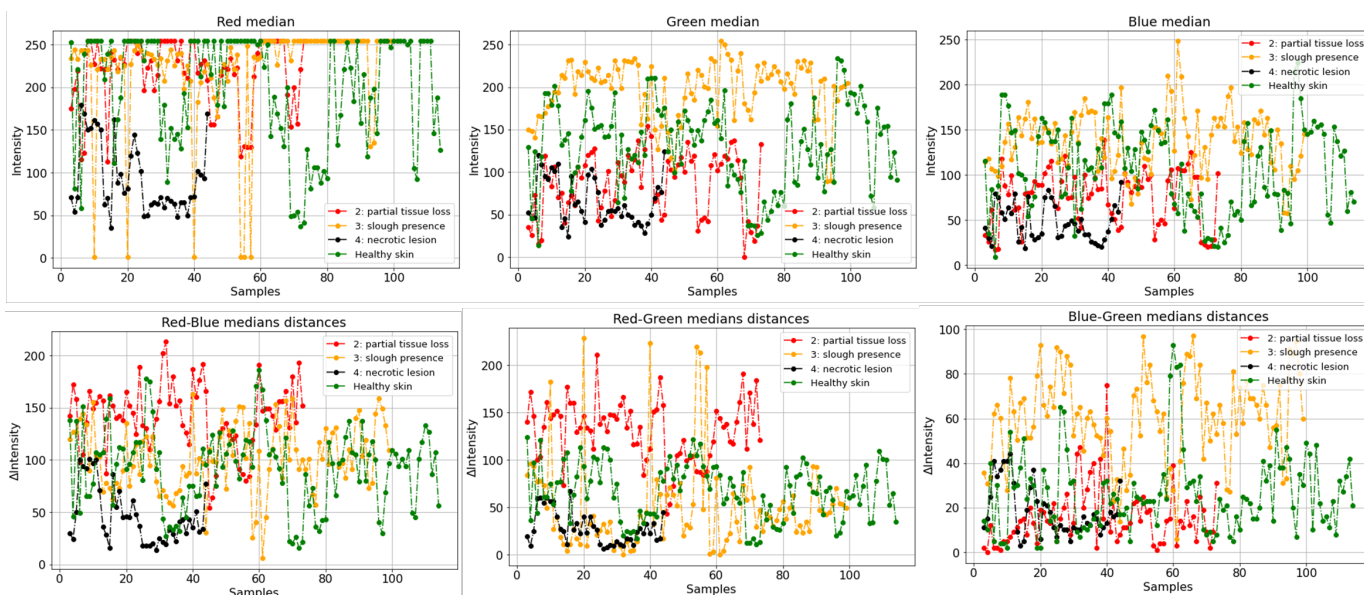 Red median
Intensity
250
200
150
100
50
0
2: partial tissue loss
3: slough presence
4: necrotic lesion
Healthy skin
0 20 40 60 80 100
Samples
Green median
Intensity
250
200
150
100
50
0
2: partial tissue loss
3: slough presence
4: necrotic lesion
Healthy skin
0 20 40 60 80 100
Samples
Blue median
Intensity
250
200
150
100
50
0
2: partial tissue loss
3: slough presence
4: necrotic lesion
Healthy skin
0 20 40 60 80 100
Samples
Red-Blue medians distances
ΔIntensity
200
150
100
50
0
2: partial tissue loss
3: slough presence
4: necrotic lesion
Healthy skin
0 20 40 60 80 100
Samples
Red-Green medians distances
ΔIntensity
200
150
100
50
0
2: partial tissue loss
3: slough presence
4: necrotic lesion
Healthy skin
0 20 40 60 80 100
Samples
Blue-Green medians distances
ΔIntensity
100
80
60
40
20
0
2: partial tissue loss
3: slough presence
4: necrotic lesion
Healthy skin
0 20 40 60 80 100
Samples